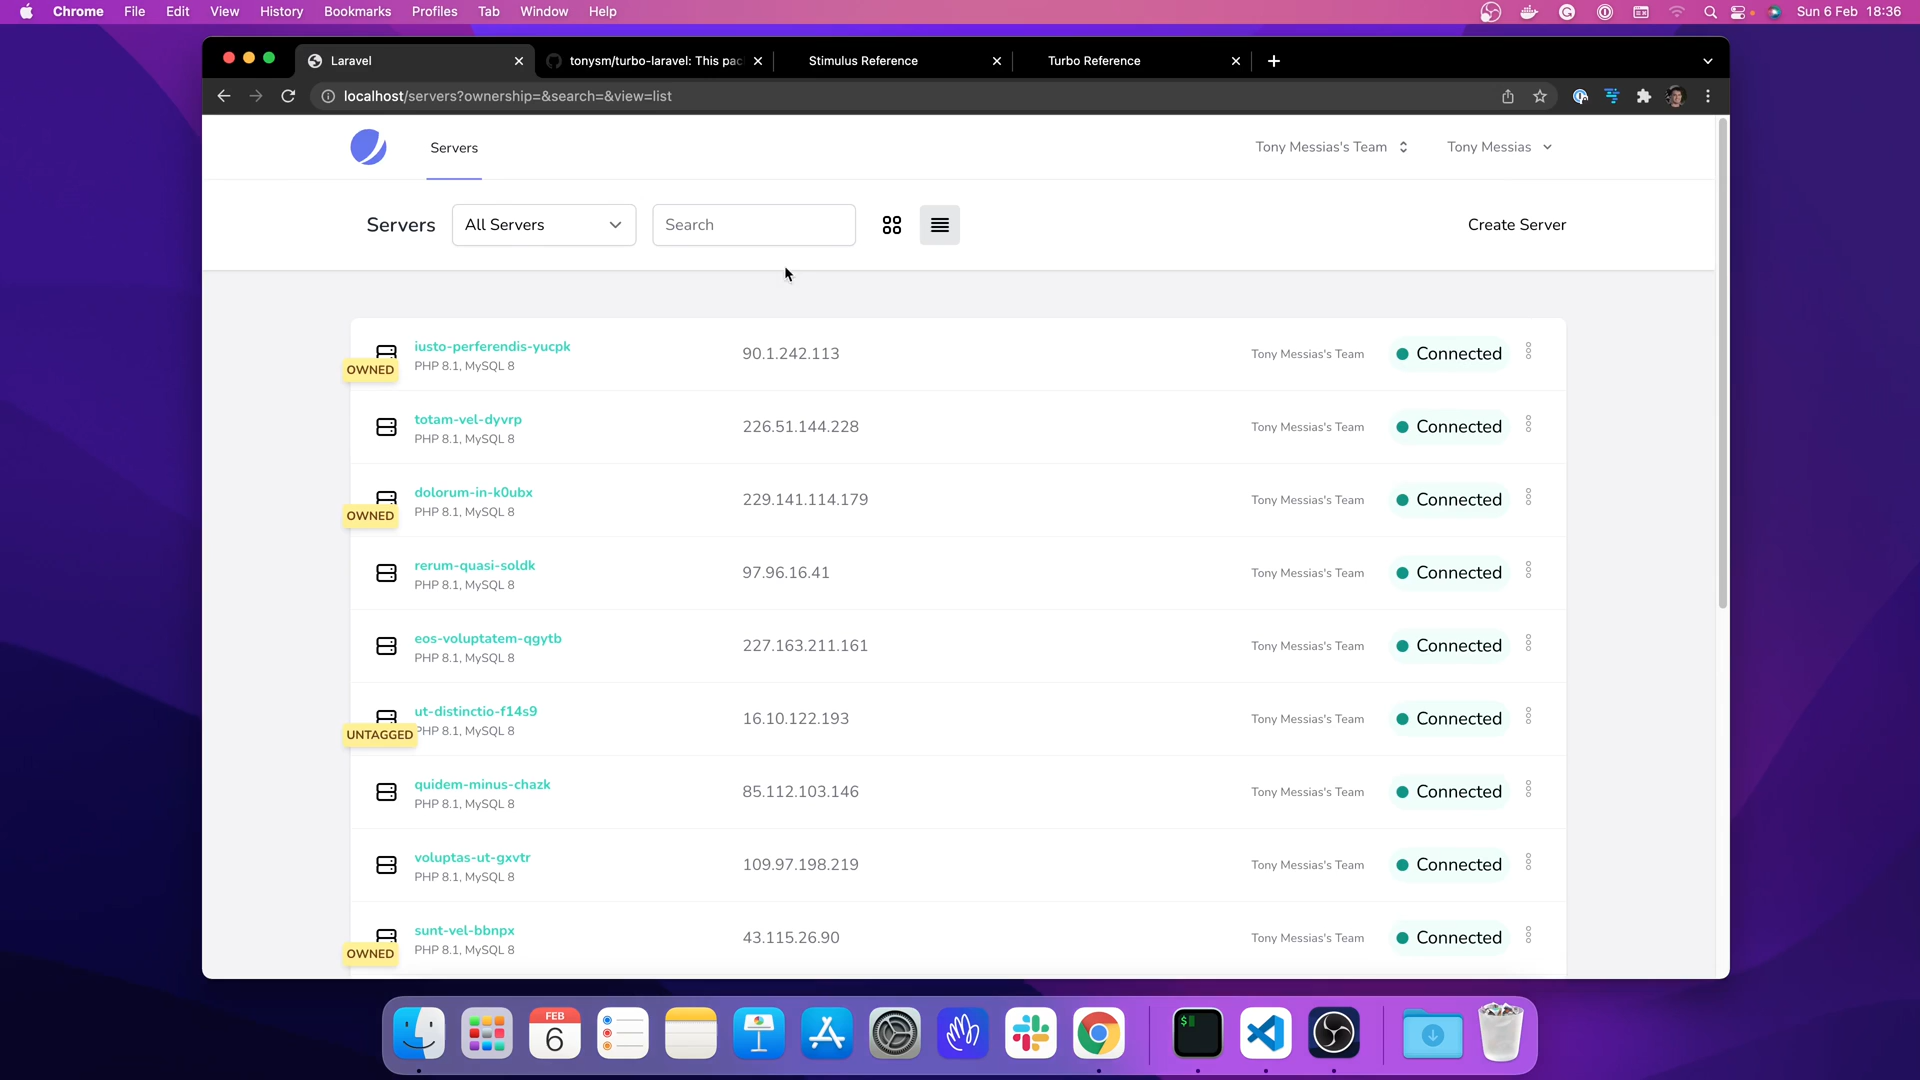 Chrome File Edit View History Bookmarks Profiles Tab Window Help Sun 6 Feb 18:36
Laravel tonysm/turbo-laravel: This pac Stimulus Reference Turbo Reference
localhost/servers?ownership=&search=&view=list
Servers Tony Messias's Team Tony Messias
Servers All Servers Search Create Server
iusto-perferendis-yucpk 90.1.242.113 Tony Messias's Team Connected
OWNED PHP 8.1, MySQL 8
totam-vel-dyvrp 226.51.144.228 Tony Messias's Team Connected
PHP 8.1, MySQL 8
dolorum-in-k0ubx 229.141.114.179 Tony Messias's Team Connected
OWNED PHP 8.1, MySQL 8
rerum-quasi-soldk 97.96.16.41 Tony Messias's Team Connected
PHP 8.1, MySQL 8
eos-voluptatem-qgytb 227.163.211.161 Tony Messias's Team Connected
PHP 8.1, MySQL 8
ut-distinctio-f14s9 16.10.122.193 Tony Messias's Team Connected
UNTAGGED PHP 8.1, MySQL 8
quidem-minus-chazk 85.112.103.146 Tony Messias's Team Connected
PHP 8.1, MySQL 8
voluptas-ut-gxvtr 109.97.198.219 Tony Messias's Team Connected
PHP 8.1, MySQL 8
sunt-vel-bbnpx 43.115.26.90 Tony Messias's Team Connected
OWNED PHP 8.1, MySQL 8
FEB
6
$